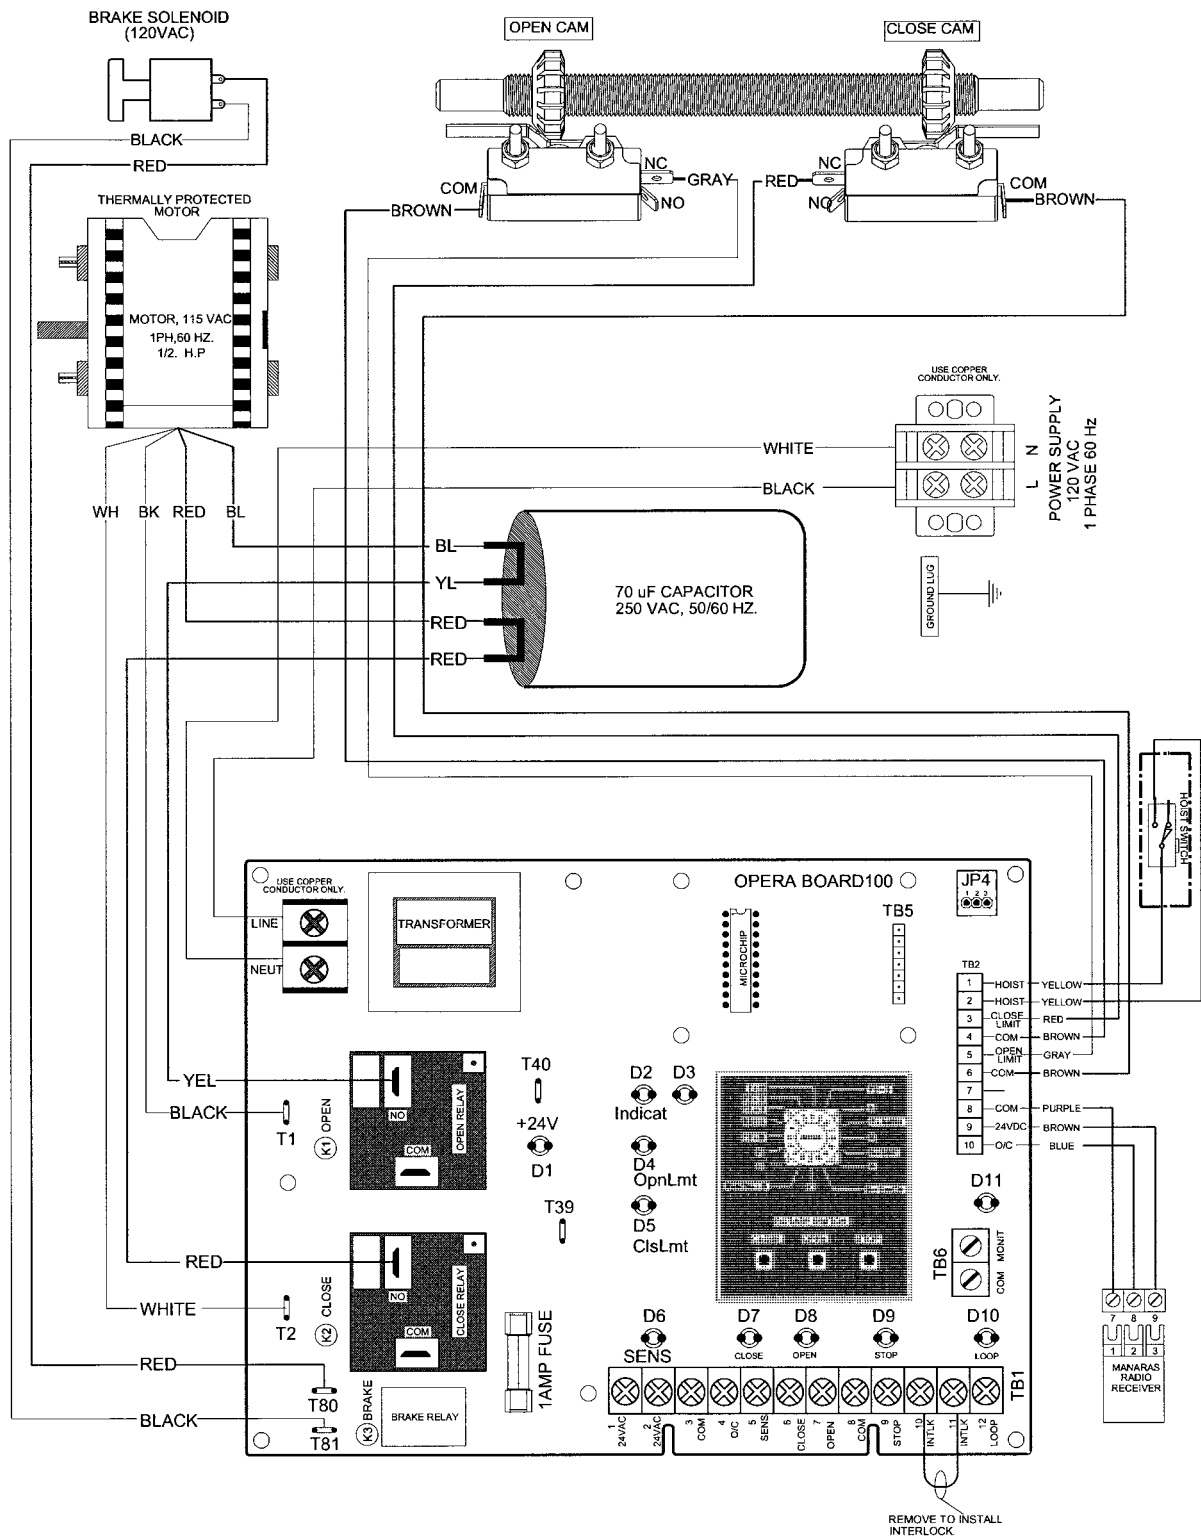 BRAKE SOLENOID
(120VAC)
OPEN CAM
CLOSE CAM
BLACK
RED
NC
GRAY
COM
NO
BROWN
RED
NC
NO
COM
BROWN
THERMALLY PROTECTED
MOTOR
MOTOR, 115 VAC
1PH,60 HZ.
1/2. H.P
USE COPPER
CONDUCTOR ONLY.
WHITE
BLACK
N
L
POWER SUPPLY
120 VAC
1 PHASE 60 Hz
WH
BK
RED
BL
BL
YL
RED
RED
70 uF CAPACITOR
250 VAC, 50/60 HZ.
GROUND LUG
HOIST SWITCH
USE COPPER
CONDUCTOR ONLY.
LINE
NEUT
TRANSFORMER
OPERA BOARD100
MICROCHIP
TB5
JP4
1 2 3
TB2
1 HOIST YELLOW
2 HOIST YELLOW
3 CLOSE LIMIT RED
4 COM BROWN
5 OPEN LIMIT GRAY
6 COM BROWN
7
8 COM PURPLE
9 24VDC BROWN
10 O/C BLUE
YEL
BLACK
T1
K1 OPEN
NO
COM
OPEN RELAY
T40
+24V
D1
D2
Indicat
D3
D4
OpnLmt
D5
ClsLmt
T39
D11
TB6
MONIT
COM
RED
WHITE
T2
K2 CLOSE
NO
COM
CLOSE RELAY
RED
T80
BLACK
T81
K3 BRAKE
BRAKE RELAY
1AMP FUSE
D6
SENS
D7
CLOSE
D8
OPEN
D9
STOP
D10
LOOP
TB1
1 24VAC
2 24VAC
3 COM
4 O/C
5 SENS
6 CLOSE
7 OPEN
8 COM
9 STOP
10 INTLK
11 INTLK
12 LOOP
7 8 9
1 2 3
MANARAS
RADIO
RECEIVER
REMOVE TO INSTALL
INTERLOCK